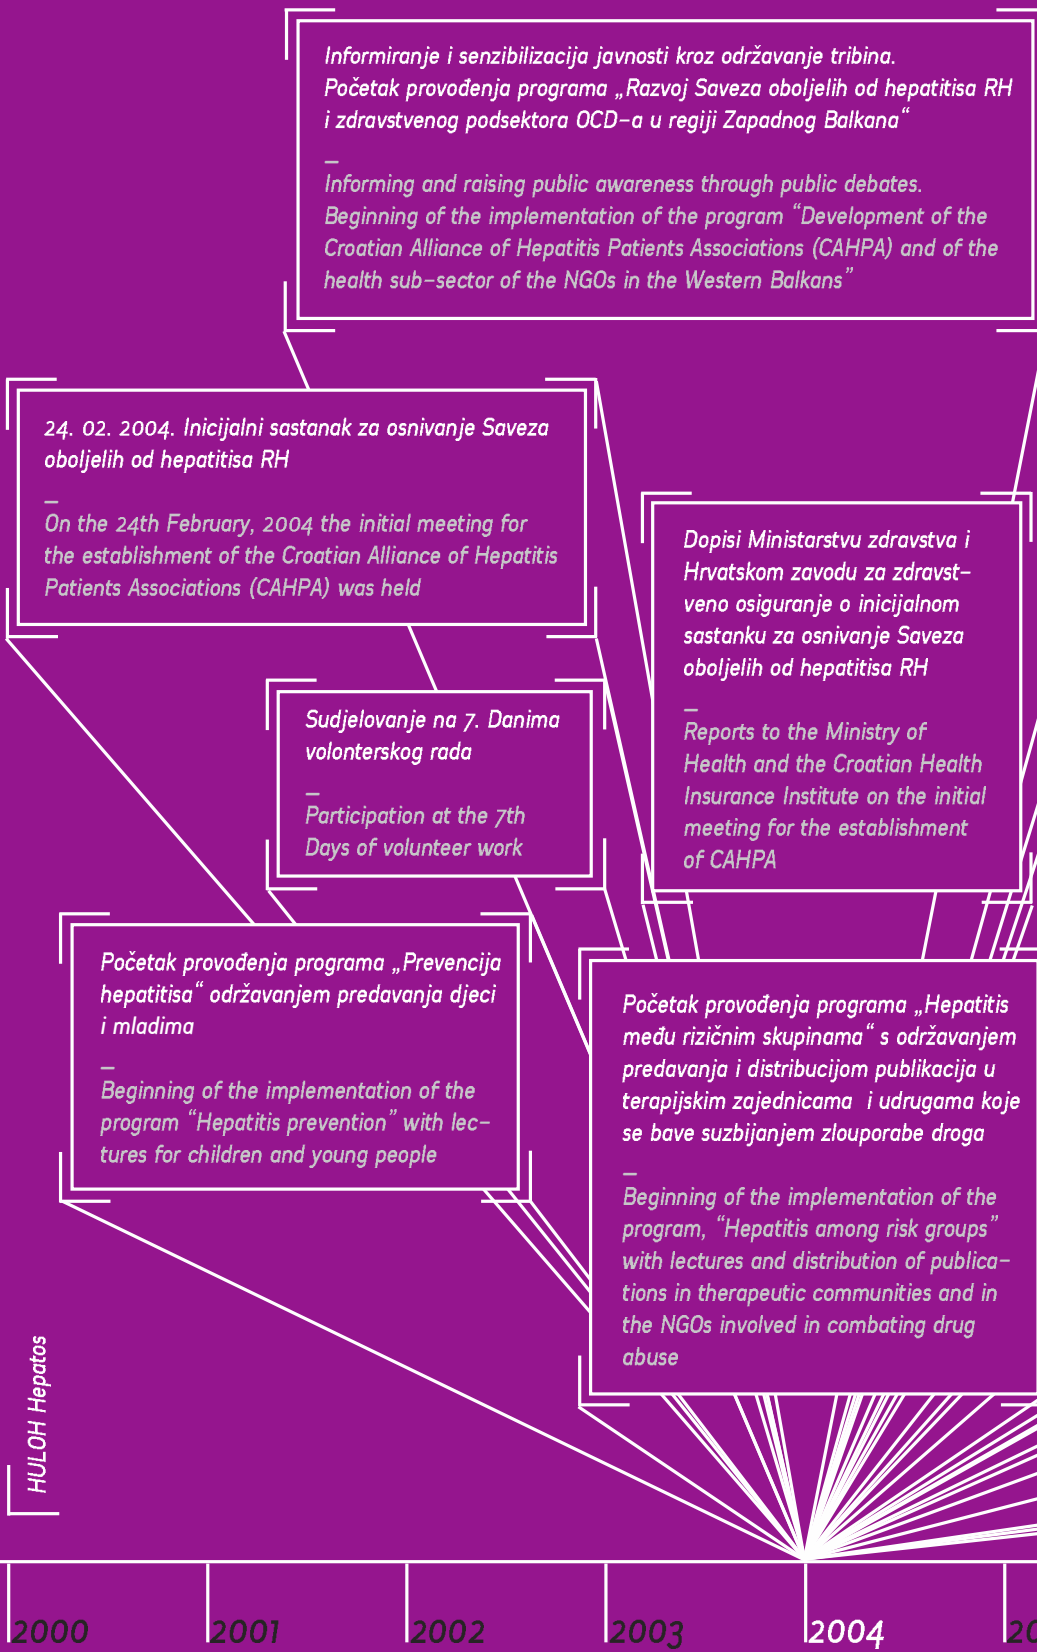 Informiranje i senzibilizacija javnosti kroz održavanje tribina.
Početak provođenja programa „Razvoj Saveza oboljelih od hepatitisa RH
i zdravstvenog podsektora OCD-a u regiji Zapadnog Balkana“
_
Informing and raising public awareness through public debates.
Beginning of the implementation of the program “Development of the
Croatian Alliance of Hepatitis Patients Associations (CAHPA) and of the
health sub-sector of the NGOs in the Western Balkans”
24. 02. 2004. Inicijalni sastanak za osnivanje Saveza
oboljelih od hepatitisa RH
_
On the 24th February, 2004 the initial meeting for
the establishment of the Croatian Alliance of Hepatitis
Patients Associations (CAHPA) was held
Dopisi Ministarstvu zdravstva i
Hrvatskom zavodu za zdravst-
veno osiguranje o inicijalnom
sastanku za osnivanje Saveza
oboljelih od hepatitisa RH
_
Reports to the Ministry of
Health and the Croatian Health
Insurance Institute on the initial
meeting for the establishment
of CAHPA
Sudjelovanje na 7. Danima
volonterskog rada
_
Participation at the 7th
Days of volunteer work
Početak provođenja programa „Prevencija
hepatitisa“ održavanjem predavanja djeci
i mladima
_
Beginning of the implementation of the
program “Hepatitis prevention” with lec-
tures for children and young people
Početak provođenja programa „Hepatitis
među rizičnim skupinama“ s održavanjem
predavanja i distribucijom publikacija u
terapijskim zajednicama  i udrugama koje
se bave suzbijanjem zlouporabe droga
_
Beginning of the implementation of the
program, “Hepatitis among risk groups”
with lectures and distribution of publica-
tions in therapeutic communities and in
the NGOs involved in combating drug
abuse
HULOH Hepatos
2000 2001 2002 2003 2004 20